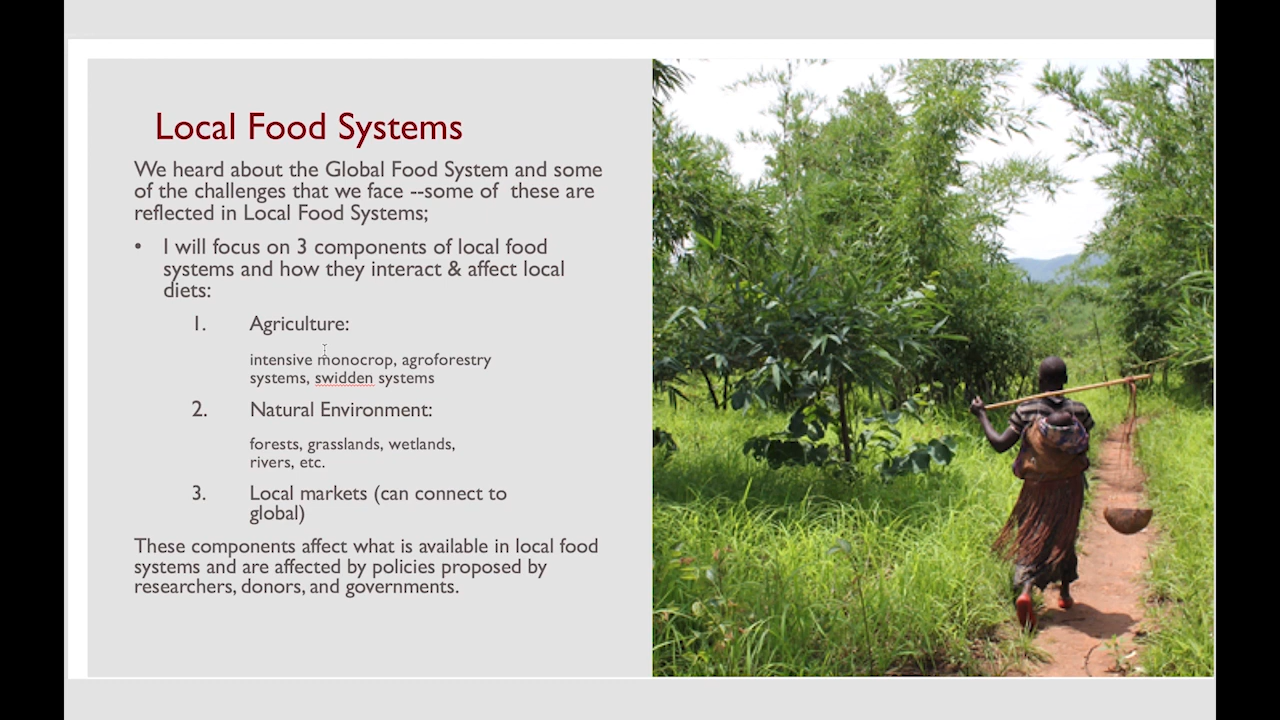 Local Food Systems
We heard about the Global Food System and some
of the challenges that we face --some of  these are
reflected in Local Food Systems;
• I will focus on 3 components of local food
systems and how they interact & affect local
diets:
1. Agriculture:
intensive monocrop, agroforestry
systems, swidden systems
2. Natural Environment:
forests, grasslands, wetlands,
rivers, etc.
3. Local markets (can connect to
global)
These components affect what is available in local food
systems and are affected by policies proposed by
researchers, donors, and governments.